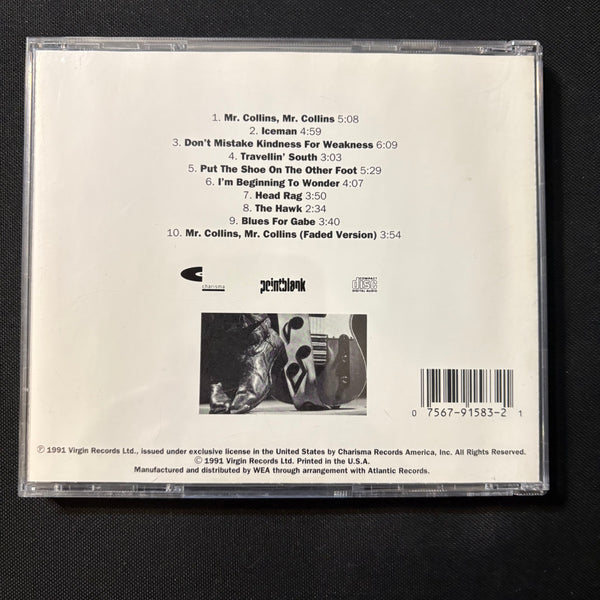 1. Mr. Collins, Mr. Collins 5:08
2. Iceman 4:59
3. Don't Mistake Kindness For Weakness 6:09
4. Travellin' South 3:03
5. Put The Shoe On The Other Foot 5:29
6. I'm Beginning To Wonder 4:07
7. Head Rag 3:50
8. The Hawk 2:34
9. Blues For Gabe 3:40
10. Mr. Collins, Mr. Collins (Faded Version) 3:54
charisma pointblank COMPACT disc DIGITAL AUDIO
0 7567-91583-2 1
℗ 1991 Virgin Records Ltd., issued under exclusive license in the United States by Charisma Records America, Inc. All Rights Reserved.
© 1991 Virgin Records Ltd. Printed in the U.S.A.
Manufactured and distributed by WEA through arrangement with Atlantic Records.